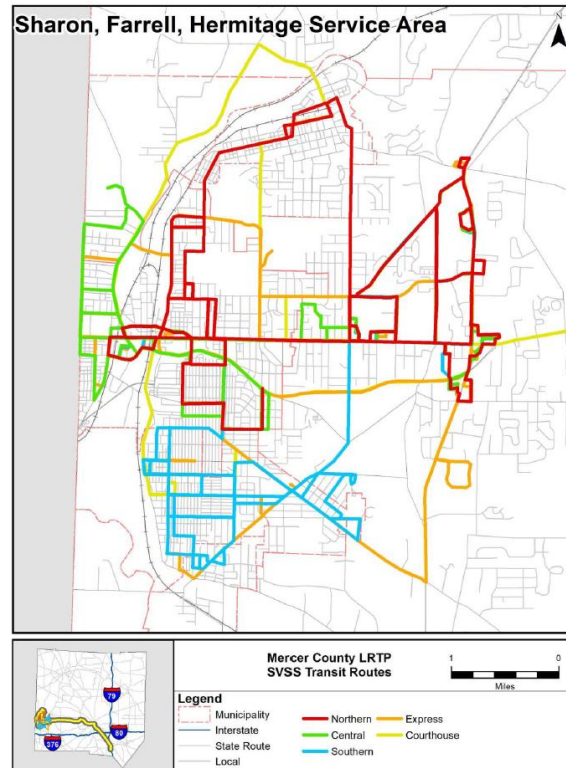 Sharon, Farrell, Hermitage Service Area
N
79
80
376
Mercer County LRTP
SVSS Transit Routes
1 0
Miles
Legend
Municipality
Interstate
State Route
Local
Northern
Central
Southern
Express
Courthouse